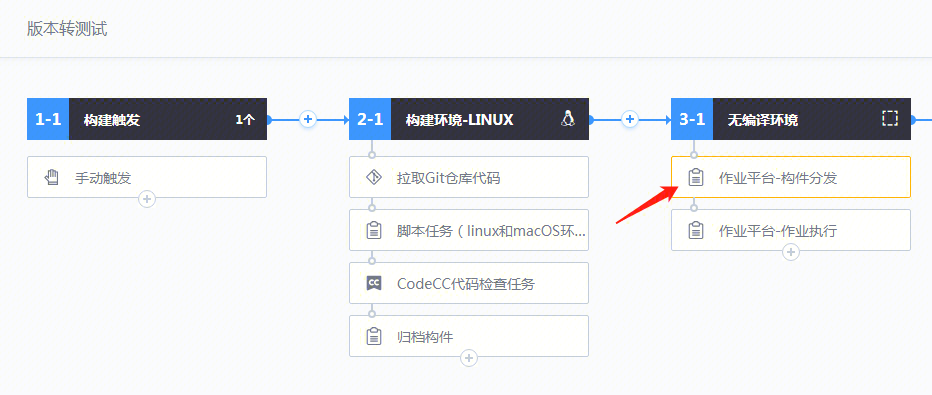 版本转测试
1-1 构建触发 1个
手动触发
2-1 构建环境-LINUX
拉取Git仓库代码
脚本任务（linux和macOS环...
CC CodeCC代码检查任务
归档构件
3-1 无编译环境
作业平台-构件分发
作业平台-作业执行